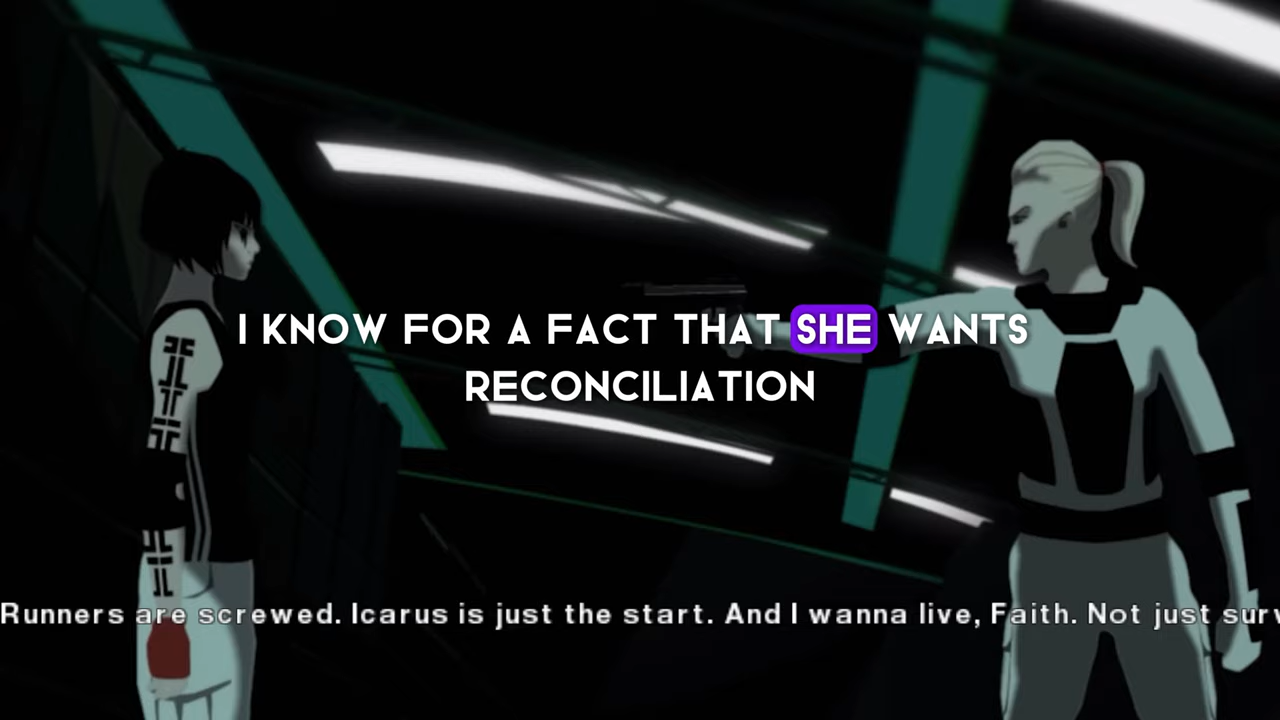 I KNOW FOR A FACT THAT SHE WANTS
RECONCILIATION
Runners are screwed. Icarus is just the start. And I wanna live, Faith. Not just